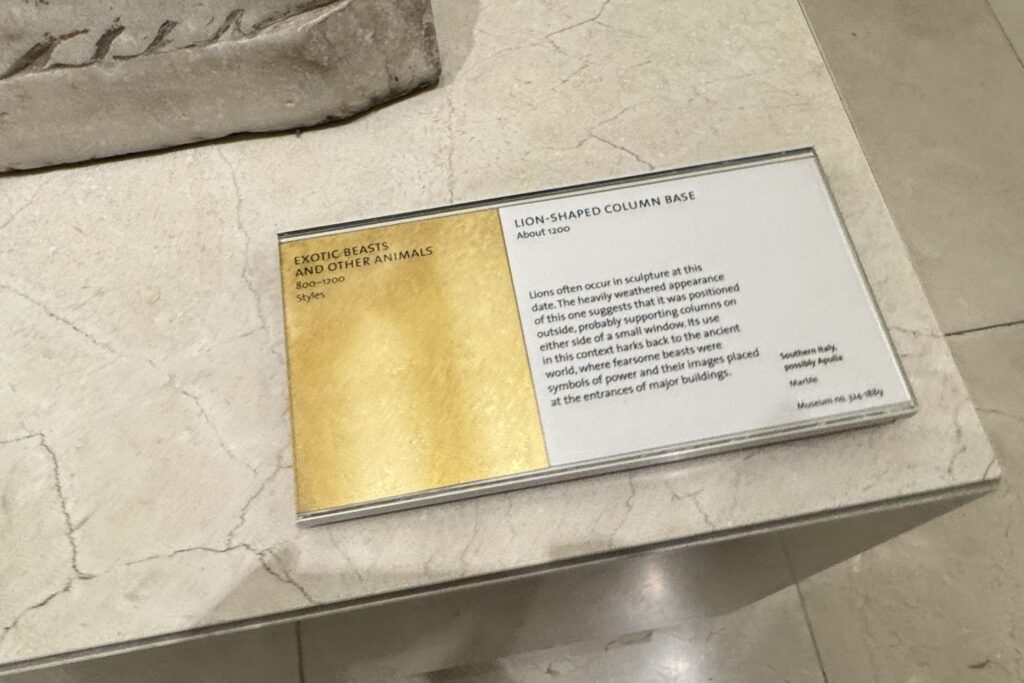 EXOTIC BEASTS
AND OTHER ANIMALS
800–1200
Styles
LION-SHAPED COLUMN BASE
About 1200
Lions often occur in sculpture at this
date. The heavily weathered appearance
of this one suggests that it was positioned
outside, probably supporting columns on
either side of a small window. Its use
in this context harks back to the ancient
world, where fearsome beasts were
symbols of power and their images placed
at the entrances of major buildings.
Southern Italy,
possibly Apulia
Marble
Museum no. 324-1889